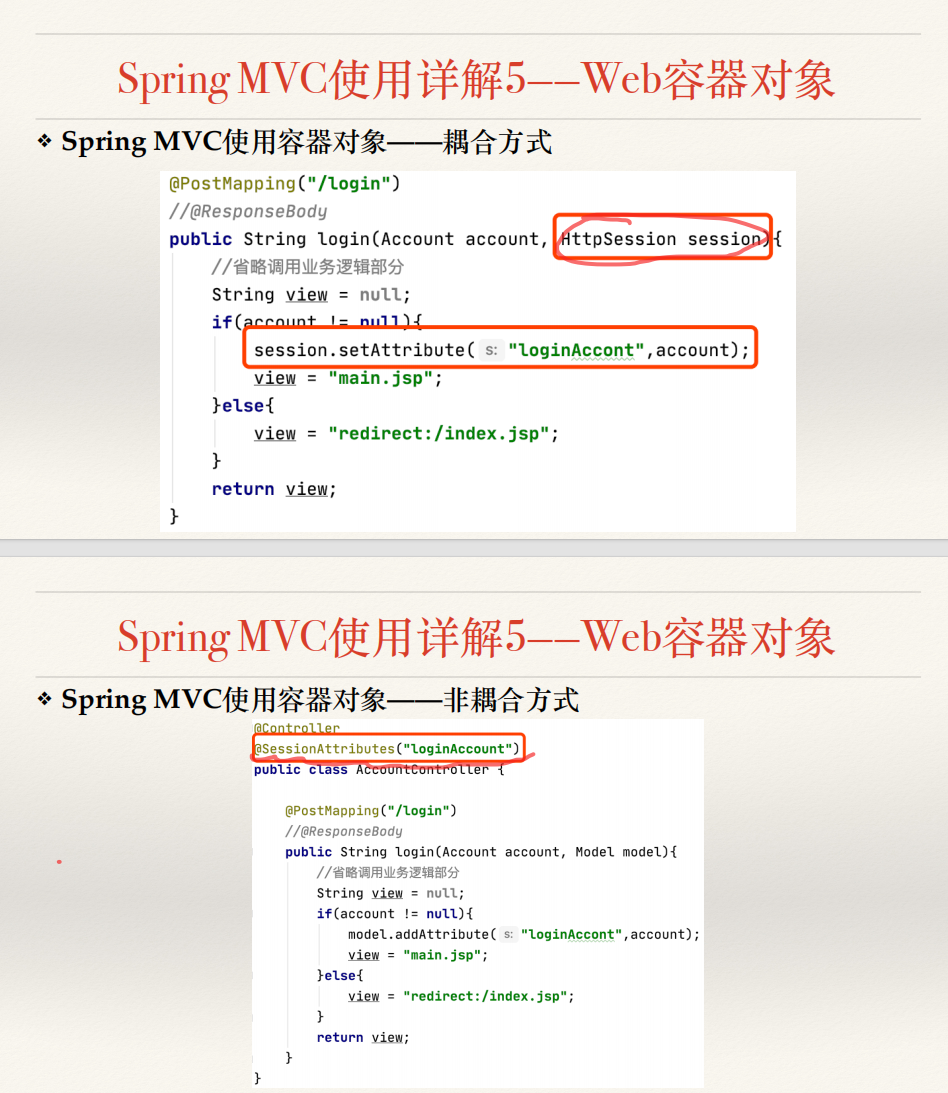 Spring MVC使用详解5——Web容器对象
❖ Spring MVC使用容器对象——耦合方式
@PostMapping("/login")
//@ResponseBody
public String login(Account account, HttpSession session){
//省略调用业务逻辑部分
String view = null;
if(account != null){
session.setAttribute( s: "loginAccont",account);
view = "main.jsp";
}else{
view = "redirect:/index.jsp";
}
return view;
}
Spring MVC使用详解5——Web容器对象
❖ Spring MVC使用容器对象——非耦合方式
@Controller
@SessionAttributes("loginAccount")
public class AccountController {
@PostMapping("/login")
//@ResponseBody
public String login(Account account, Model model){
//省略调用业务逻辑部分
String view = null;
if(account != null){
model.addAttribute( s: "loginAccont",account);
view = "main.jsp";
}else{
view = "redirect:/index.jsp";
}
return view;
}
}